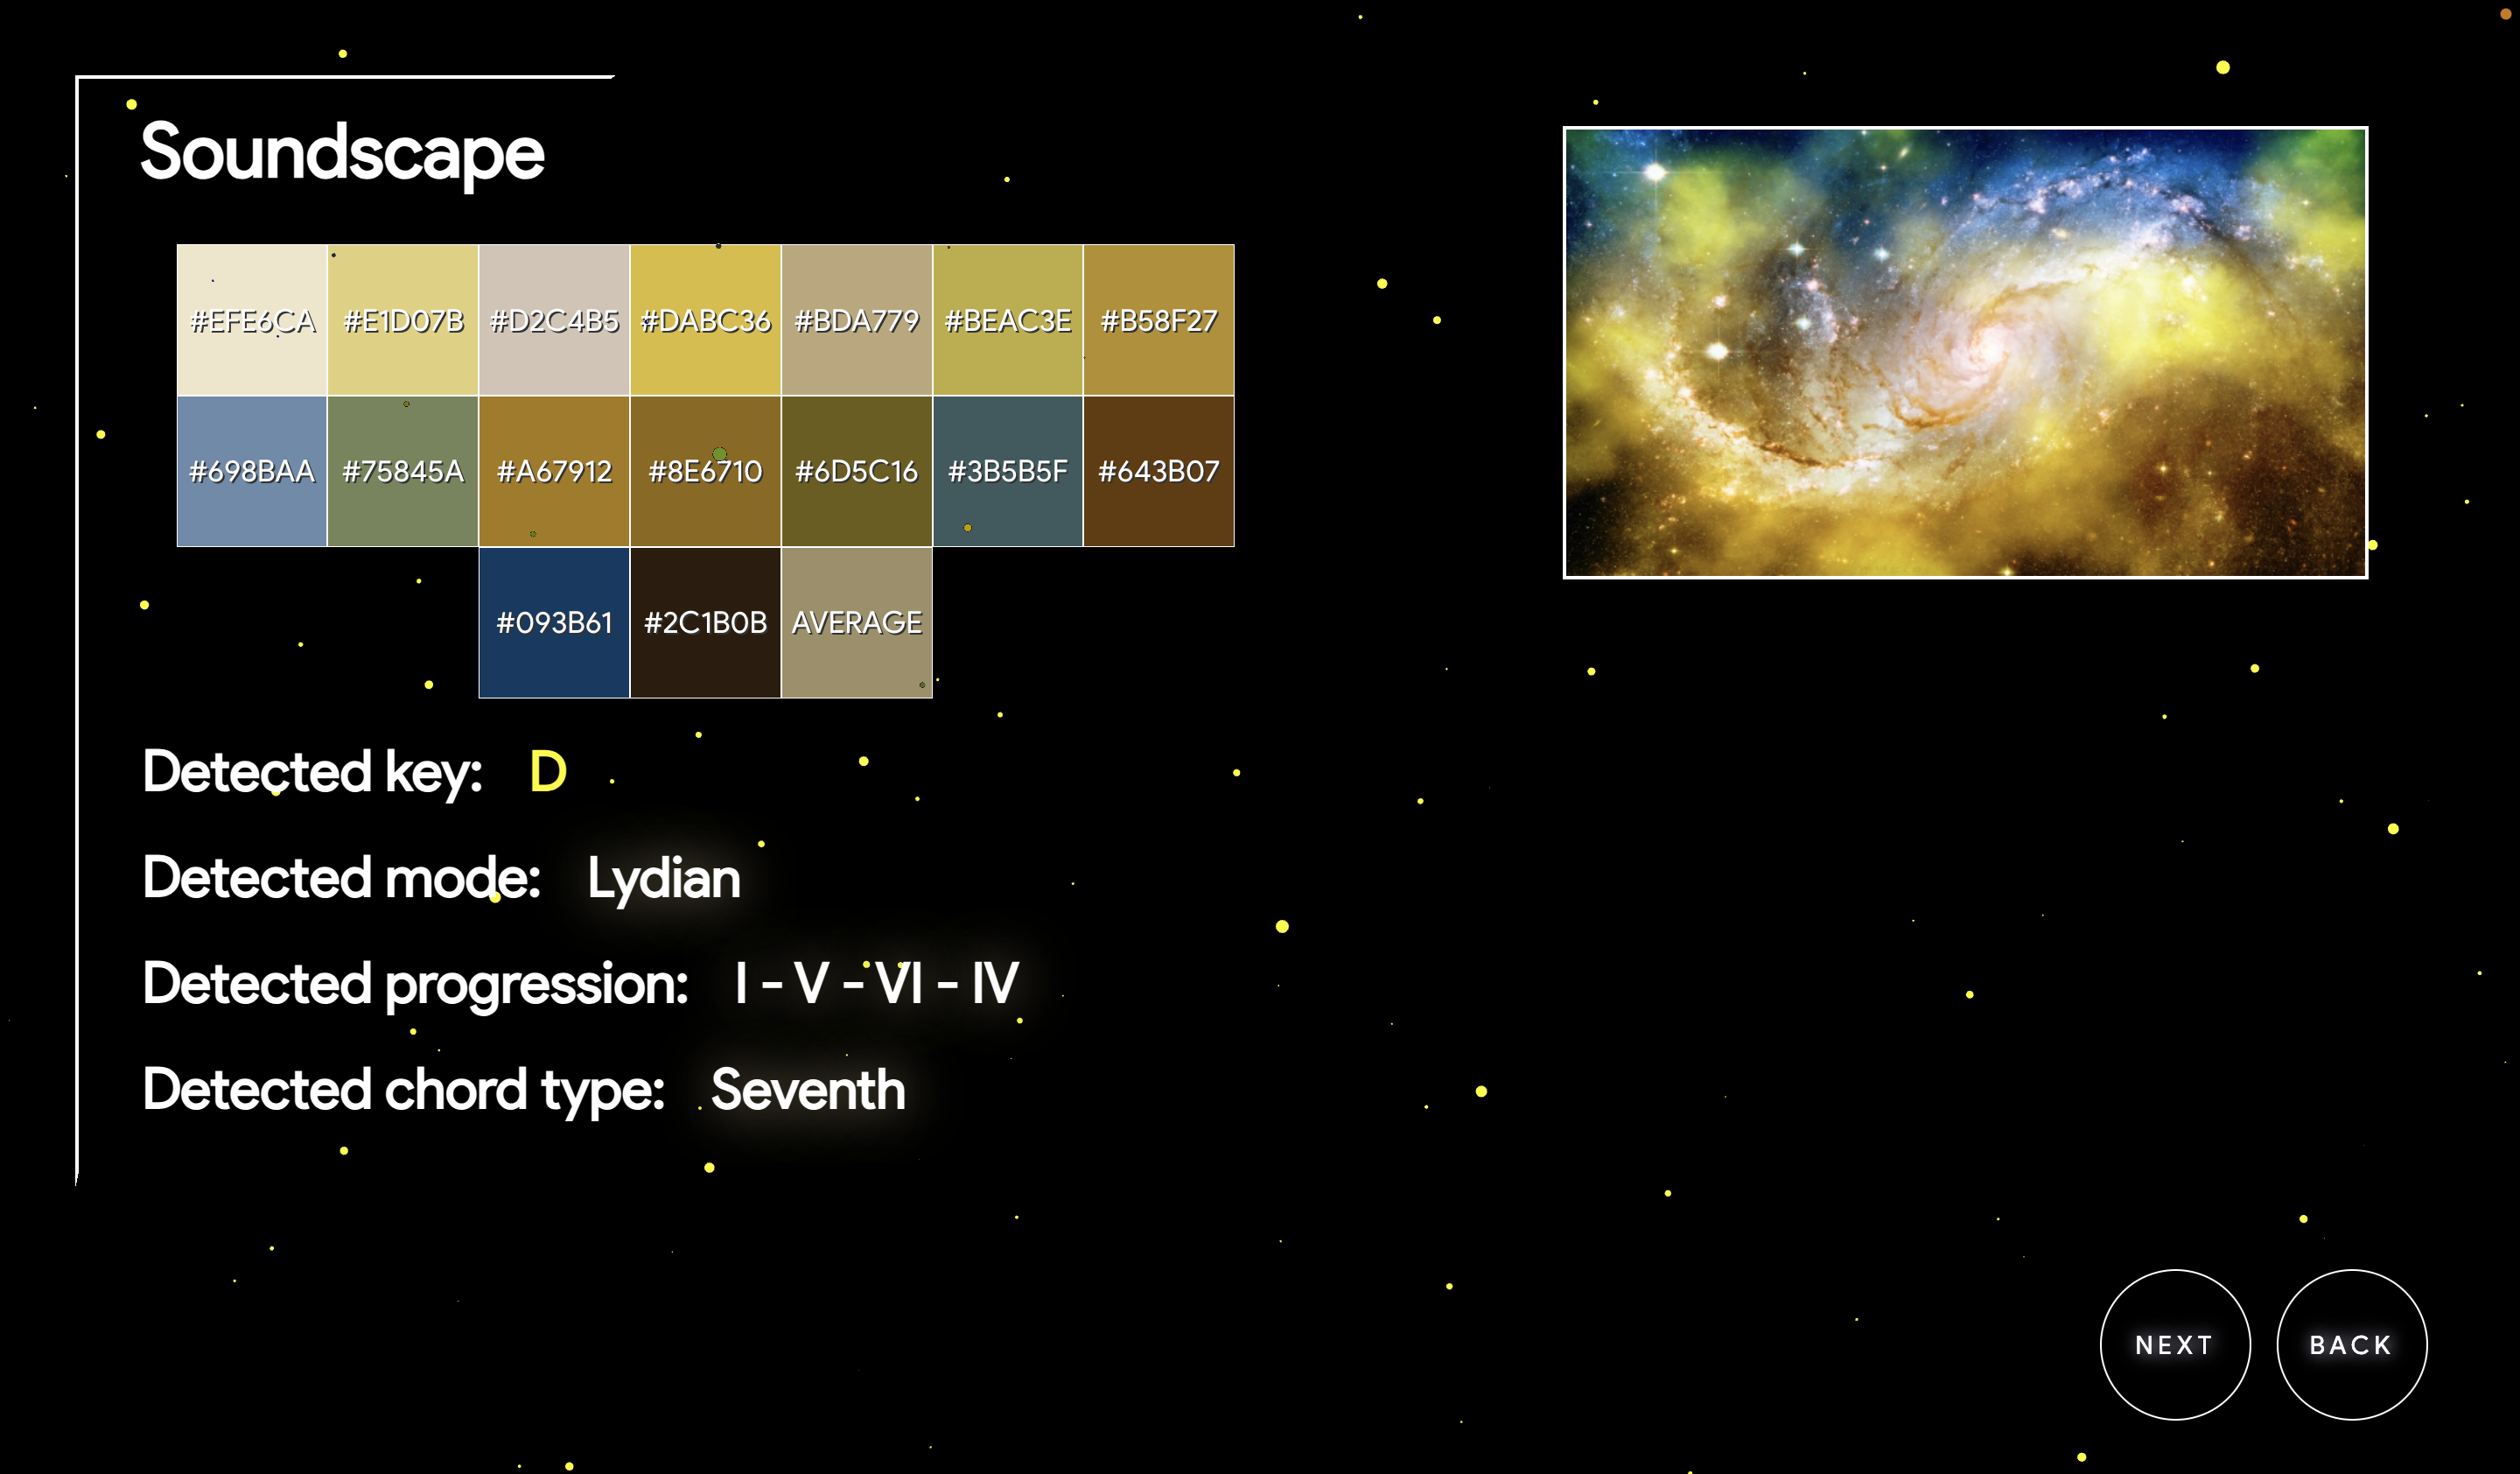 Soundscape
#EFE6CA #E1D07B #D2C4B5 #DABC36 #BDA779 #BEAC3E #B58F27
#698BAA #75845A #A67912 #8E6710 #6D5C16 #3B5B5F #643B07
#093B61 #2C1B0B AVERAGE
Detected key: D
Detected mode: Lydian
Detected progression: I - V - VI - IV
Detected chord type: Seventh
NEXT BACK